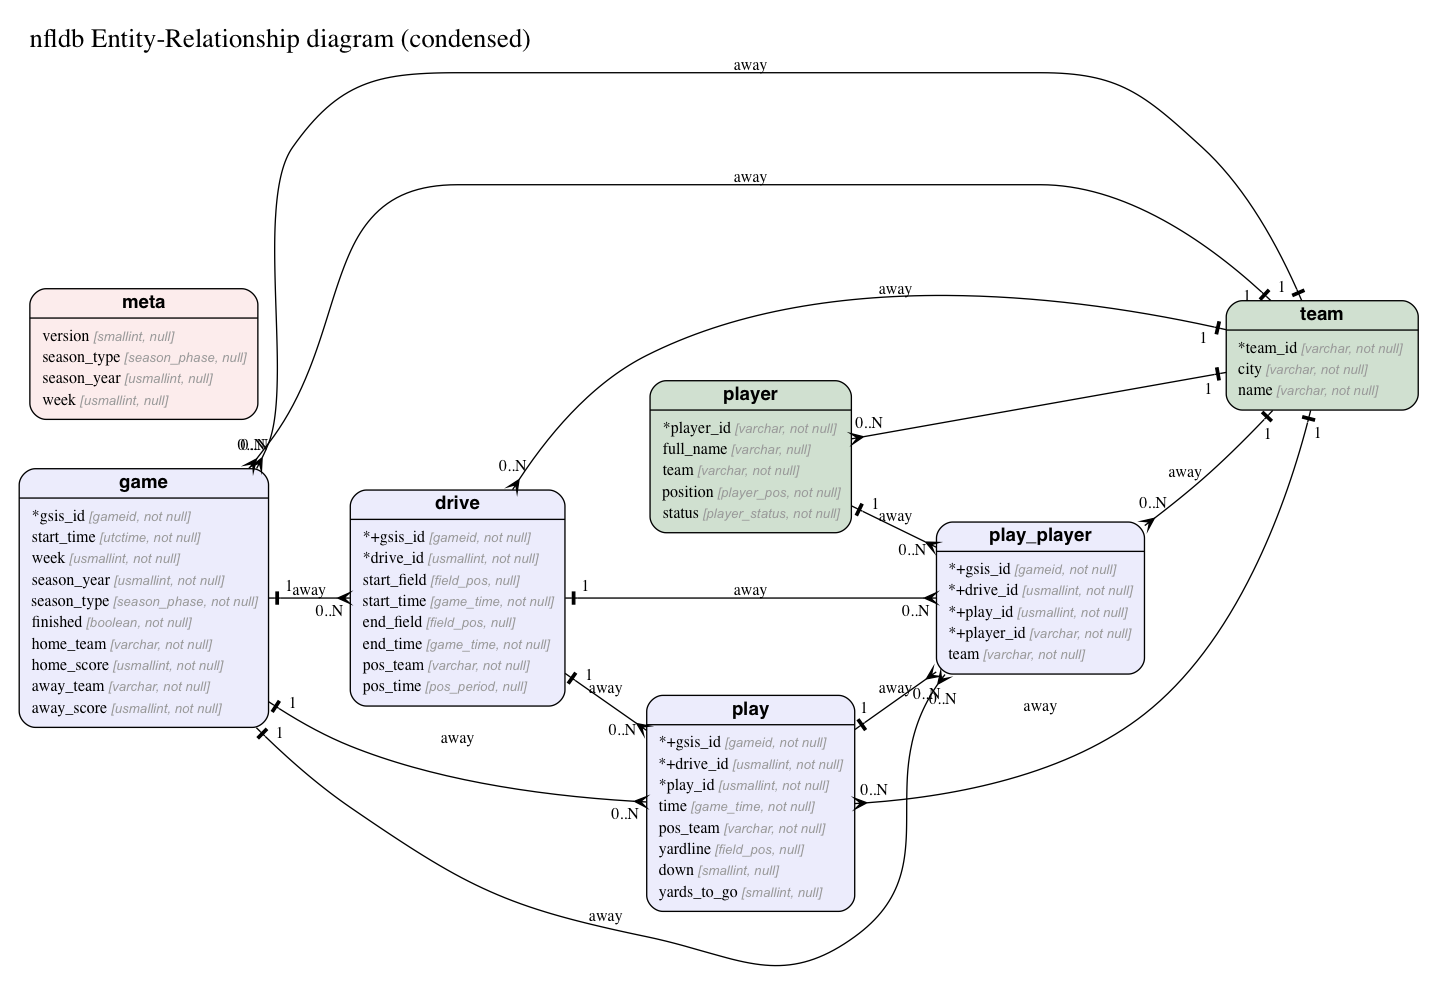 nfldb Entity-Relationship diagram (condensed)
away
away
away
meta
version [smallint, null]
season_type [season_phase, null]
season_year [usmallint, null]
week [usmallint, null]
1
1
team
*team_id [varchar, not null]
city [varchar, not null]
name [varchar, not null]
1
1
1
1
player
*player_id [varchar, not null]
full_name [varchar, null]
team [varchar, not null]
position [player_pos, not null]
status [player_status, not null]
0..N
0..N
0..N
0..N
game
*gsis_id [gameid, not null]
start_time [utctime, not null]
week [usmallint, not null]
season_year [usmallint, not null]
season_type [season_phase, not null]
finished [boolean, not null]
home_team [varchar, not null]
home_score [usmallint, not null]
away_team [varchar, not null]
away_score [usmallint, not null]
drive
*+gsis_id [gameid, not null]
*drive_id [usmallint, not null]
start_field [field_pos, null]
start_time [game_time, not null]
end_field [field_pos, null]
end_time [game_time, not null]
pos_team [varchar, not null]
pos_time [pos_period, null]
away
0..N
1
away
0..N
play_player
*+gsis_id [gameid, not null]
*+drive_id [usmallint, not null]
*+play_id [usmallint, not null]
*+player_id [varchar, not null]
team [varchar, not null]
1
away
0..N
1
away
0..N
1
away
0..N
1
away
0..N
0..N
1
away
play
*+gsis_id [gameid, not null]
*+drive_id [usmallint, not null]
*play_id [usmallint, not null]
time [game_time, not null]
pos_team [varchar, not null]
yardline [field_pos, null]
down [smallint, null]
yards_to_go [smallint, null]
1
away
0..N
0..N
1
away